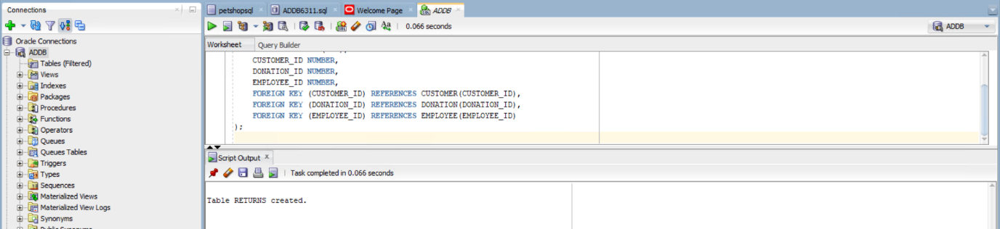 Connections
petshopsql
ADDB6311.sql
Welcome Page
ADDB
0.066 seconds
ADDB
Oracle Connections
ADDB
Tables (Filtered)
Views
Indexes
Packages
Procedures
Functions
Operators
Queues
Queues Tables
Triggers
Types
Sequences
Materialized Views
Materialized View Logs
Synonyms
Public Synonyms
Worksheet
Query Builder
CUSTOMER_ID NUMBER,
DONATION_ID NUMBER,
EMPLOYEE_ID NUMBER,
FOREIGN KEY (CUSTOMER_ID) REFERENCES CUSTOMER(CUSTOMER_ID),
FOREIGN KEY (DONATION_ID) REFERENCES DONATION(DONATION_ID),
FOREIGN KEY (EMPLOYEE_ID) REFERENCES EMPLOYEE(EMPLOYEE_ID)
);
Script Output x
Task completed in 0.066 seconds
Table RETURNS created.